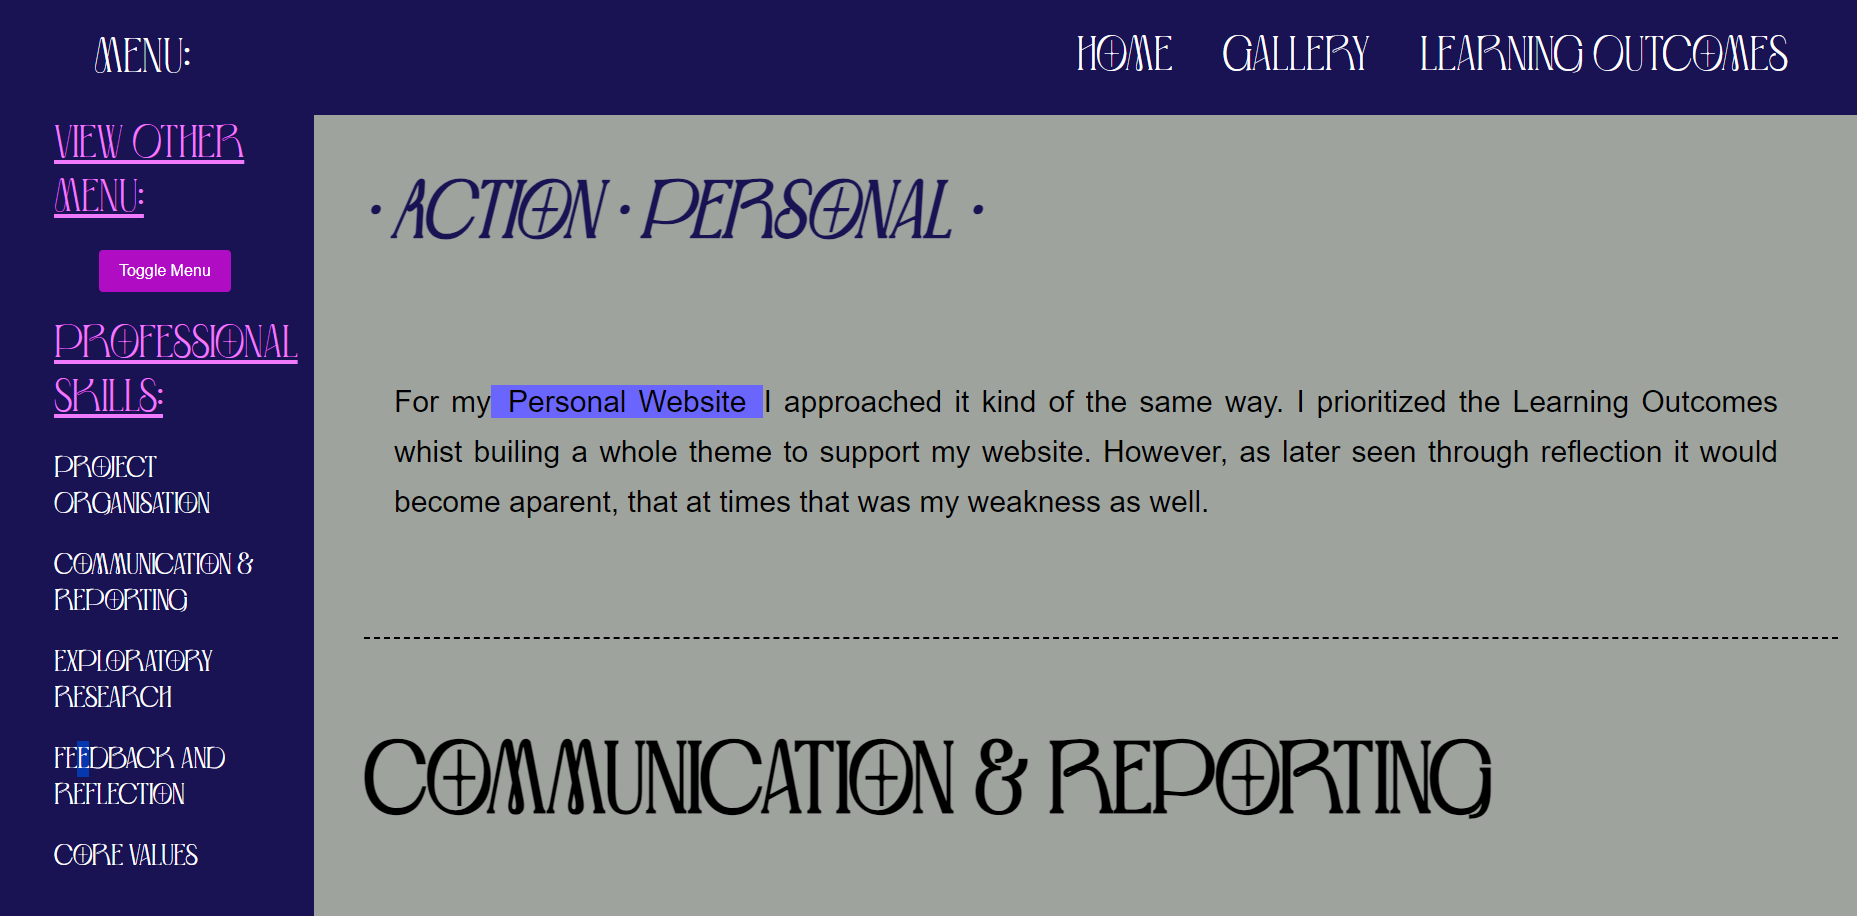 MENU:
HOME GALLERY LEARNING OUTCOMES
VIEW OTHER
MENU:
Toggle Menu
PROFESSIONAL
SKILLS:
PROJECT
ORGANISATION
COMMUNICATION &
REPORTING
EXPLORATORY
RESEARCH
FEEDBACK AND
REFLECTION
CORE VALUES
· ACTION · PERSONAL ·
For my Personal Website I approached it kind of the same way. I prioritized the Learning Outcomes
whist builing a whole theme to support my website. However, as later seen through reflection it would
become aparent, that at times that was my weakness as well.
COMMUNICATION & REPORTING